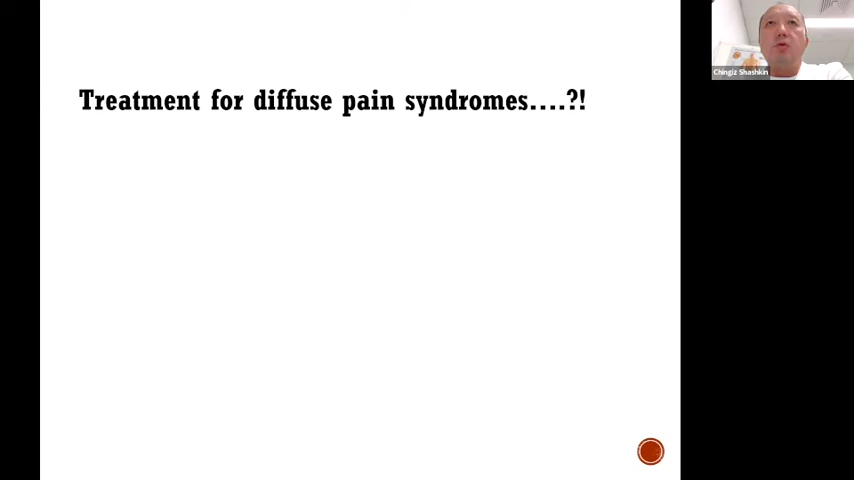 Treatment for diffuse pain syndromes....?!
Chingiz Shashkin